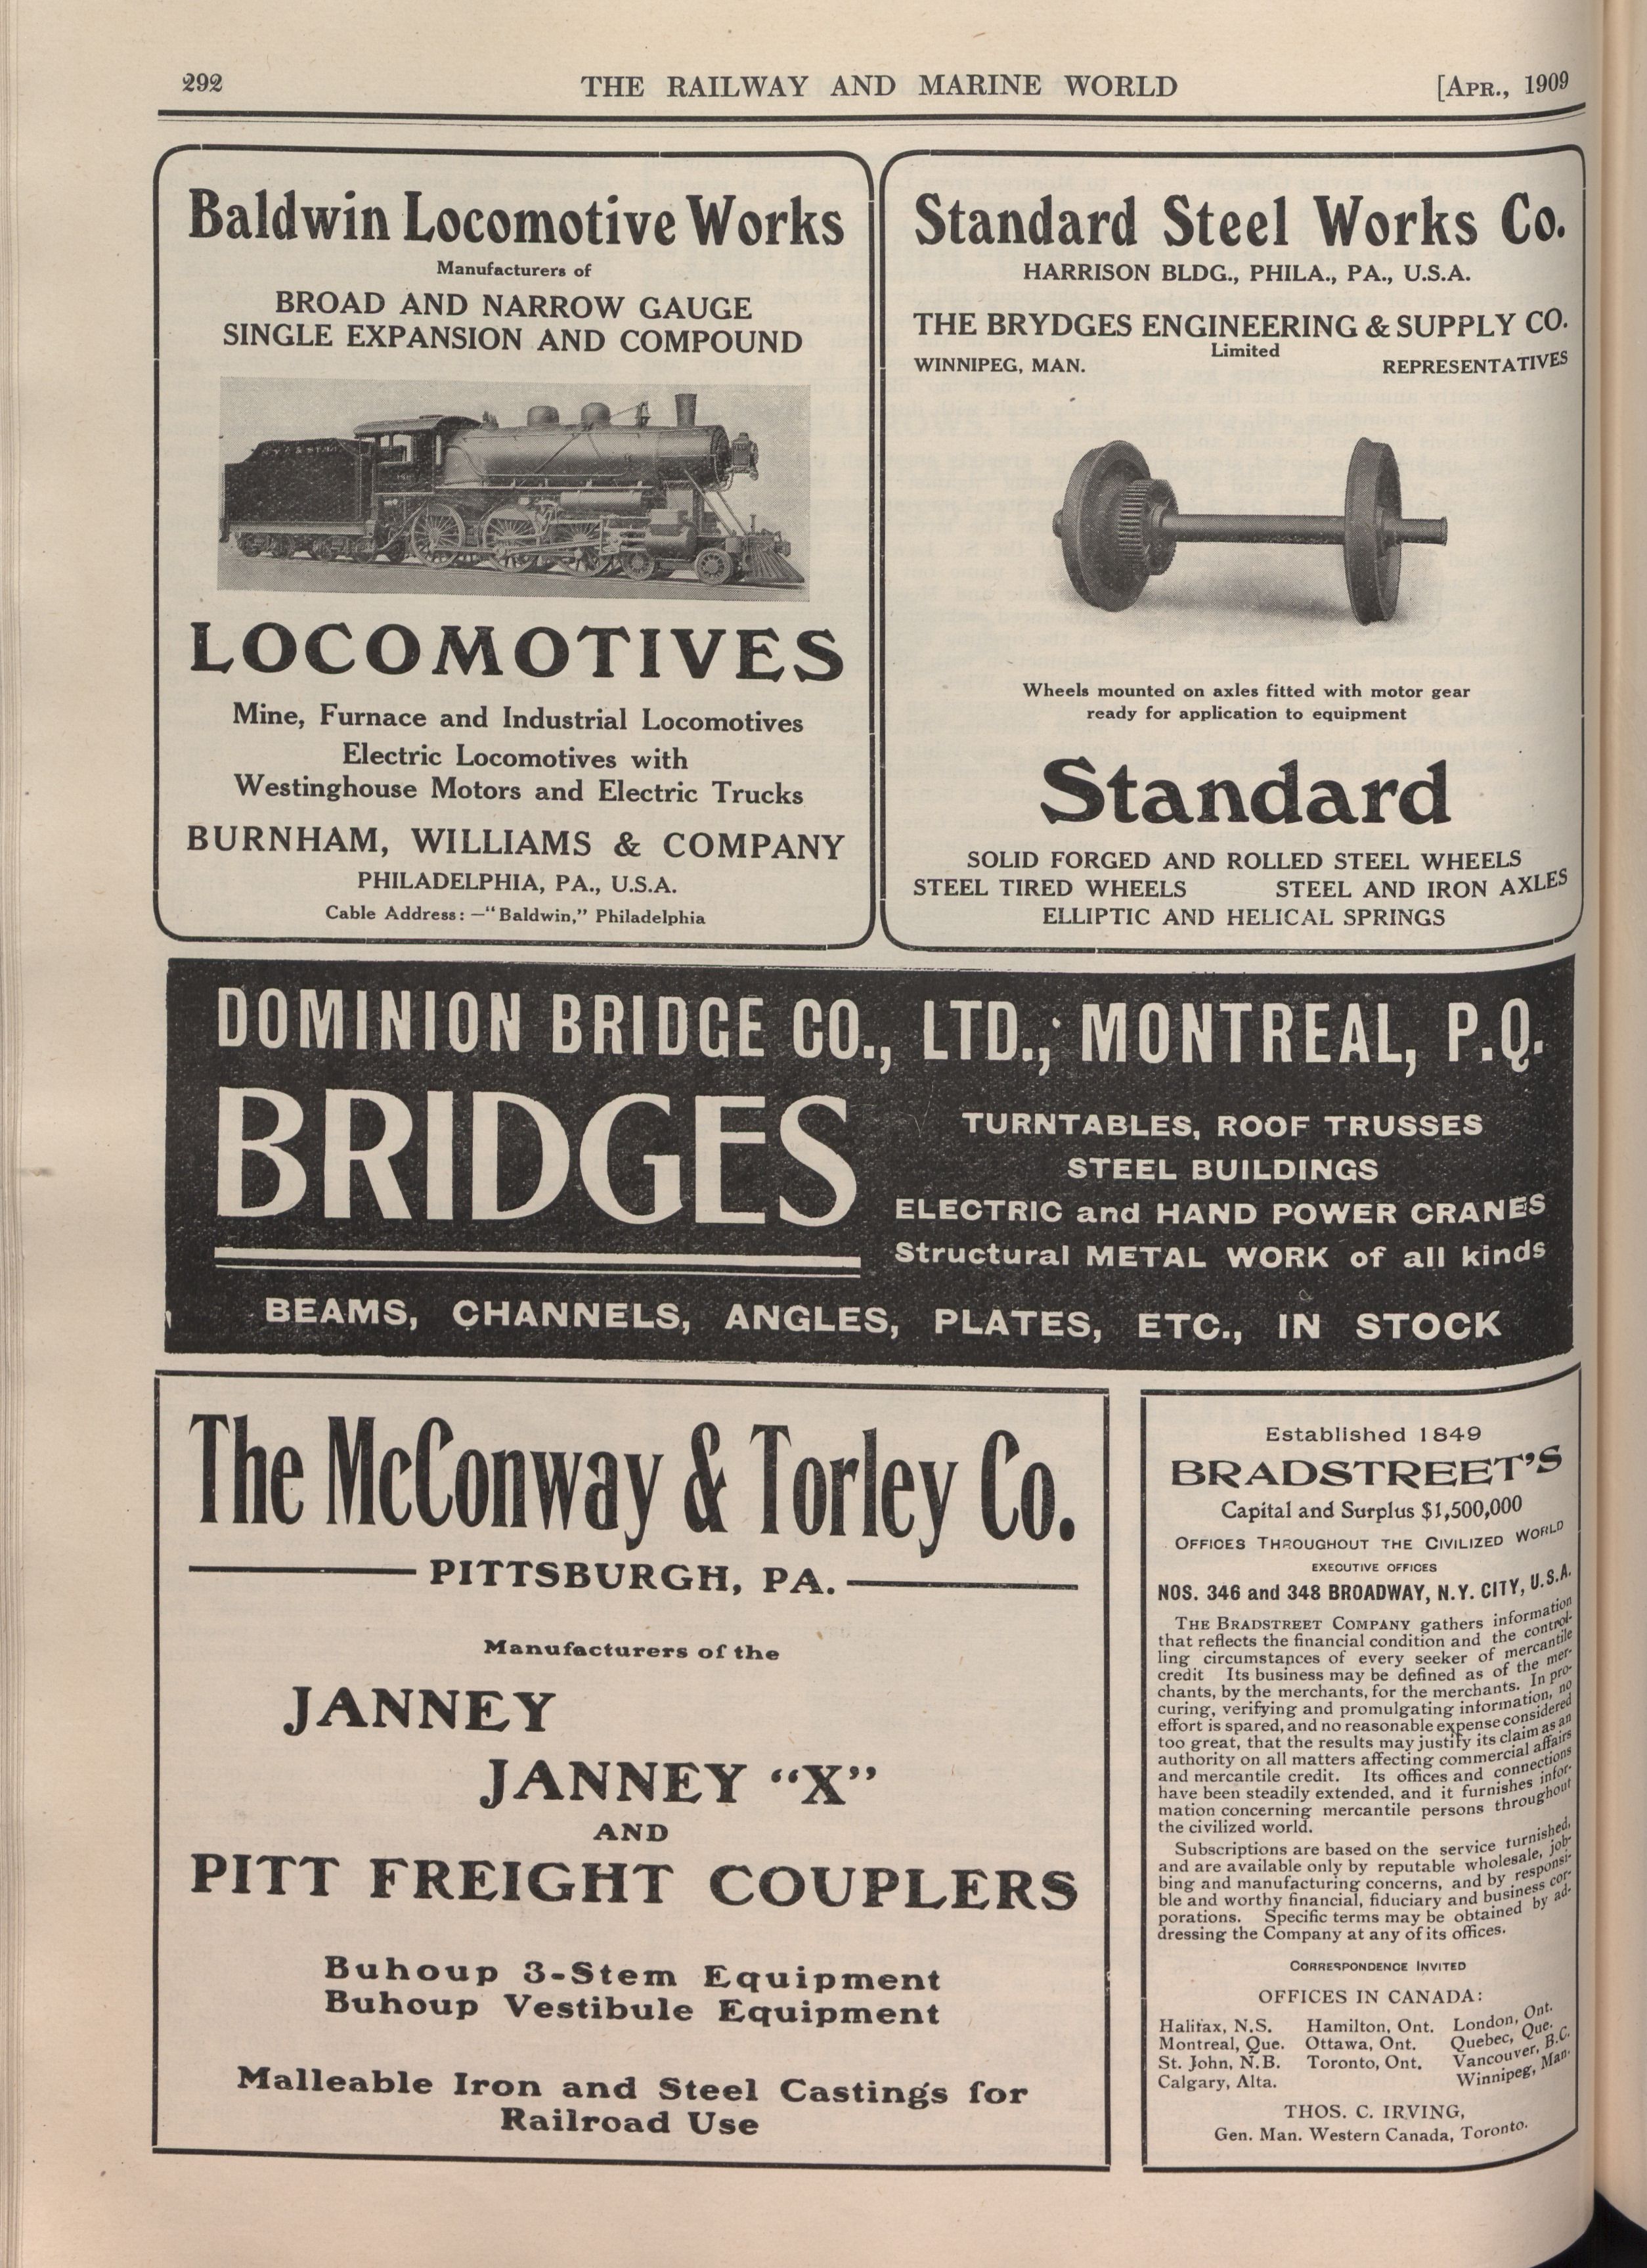 292
THE RAILWAY AND MARINE WORLD
[APR., 1909
Baldwin Locomotive Works
Manufacturers of
BROAD AND NARROW GAUGE
SINGLE EXPANSION AND COMPOUND
LOCOMOTIVES
Mine, Furnace and Industrial Locomotives
Electric Locomotives with
Westinghouse Motors and Electric Trucks
BURNHAM, WILLIAMS & COMPANY
PHILADELPHIA, PA., U.S.A.
Cable Address: —"Baldwin," Philadelphia
Standard Steel Works Co.
HARRISON BLDG., PHILA., PA., U.S.A.
THE BRYDGES ENGINEERING & SUPPLY CO.
Limited
WINNIPEG, MAN. REPRESENTATIVES
Wheels mounted on axles fitted with motor gear
ready for application to equipment
Standard
SOLID FORGED AND ROLLED STEEL WHEELS
STEEL TIRED WHEELS STEEL AND IRON AXLES
ELLIPTIC AND HELICAL SPRINGS
DOMINION BRIDGE CO., LTD., MONTREAL, P.Q.
BRIDGES
TURNTABLES, ROOF TRUSSES
STEEL BUILDINGS
ELECTRIC and HAND POWER CRANES
Structural METAL WORK of all kinds
BEAMS, CHANNELS, ANGLES, PLATES, ETC., IN STOCK
The McConway & Torley Co.
PITTSBURGH, PA.
Manufacturers of the
JANNEY
JANNEY "X"
AND
PITT FREIGHT COUPLERS
Buhoup 3-Stem Equipment
Buhoup Vestibule Equipment
Malleable Iron and Steel Castings for
Railroad Use
Established 1849
BRADSTREET'S
Capital and Surplus $1,500,000
OFFICES THROUGHOUT THE CIVILIZED WORLD
EXECUTIVE OFFICES
NOS. 346 and 348 BROADWAY, N.Y. CITY, U.S.A.
THE BRADSTREET COMPANY gathers information
that reflects the financial condition and the control-
ling circumstances of every seeker of mercantile
credit Its business may be defined as of the mer-
chants, by the merchants, for the merchants. In pro-
curing, verifying and promulgating information, no
effort is spared, and no reasonable expense considered
too great, that the results may justify its claim as an
authority on all matters affecting commercial affairs
and mercantile credit. Its offices and connections
have been steadily extended, and it furnishes infor-
mation concerning mercantile persons throughout
the civilized world.
Subscriptions are based on the service turnished,
and are available only by reputable wholesale, job-
bing and manufacturing concerns, and by responsi-
ble and worthy financial, fiduciary and business cor-
porations. Specific terms may be obtained by ad-
dressing the Company at any of its offices.
CORRESPONDENCE INVITED
OFFICES IN CANADA:
Halifax, N.S. Hamilton, Ont. London, Ont.
Montreal, Que. Ottawa, Ont. Quebec, Que.
St. John, N.B. Toronto, Ont. Vancouver, B.C.
Calgary, Alta. Winnipeg, Man.
THOS. C. IRVING,
Gen. Man. Western Canada, Toronto.